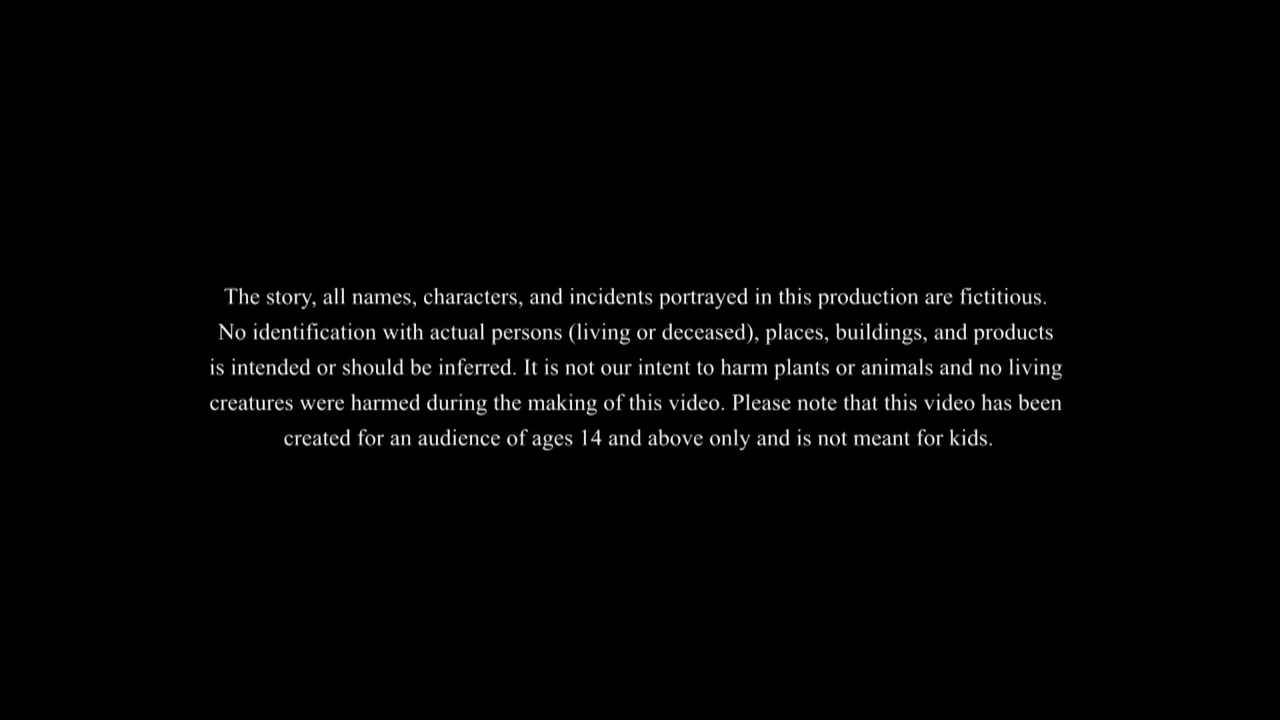 The story, all names, characters, and incidents portrayed in this production are fictitious.
No identification with actual persons (living or deceased), places, buildings, and products
is intended or should be inferred. It is not our intent to harm plants or animals and no living
creatures were harmed during the making of this video. Please note that this video has been
created for an audience of ages 14 and above only and is not meant for kids.